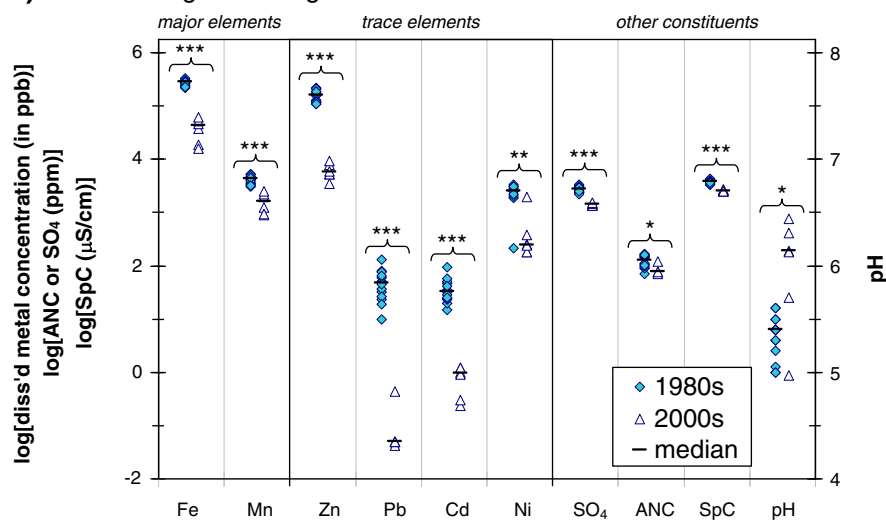 major elements trace elements other constituents
6 *** *** *** *** *** ** *** * *** * 8
4 7
2 6
0 5
-2 4
log[diss'd metal concentration (in ppb)]
log[ANC or SO₄ (ppm)]
log[SpC (µS/cm)]
pH
1980s
2000s
median
Fe Mn Zn Pb Cd Ni SO₄ ANC SpC pH